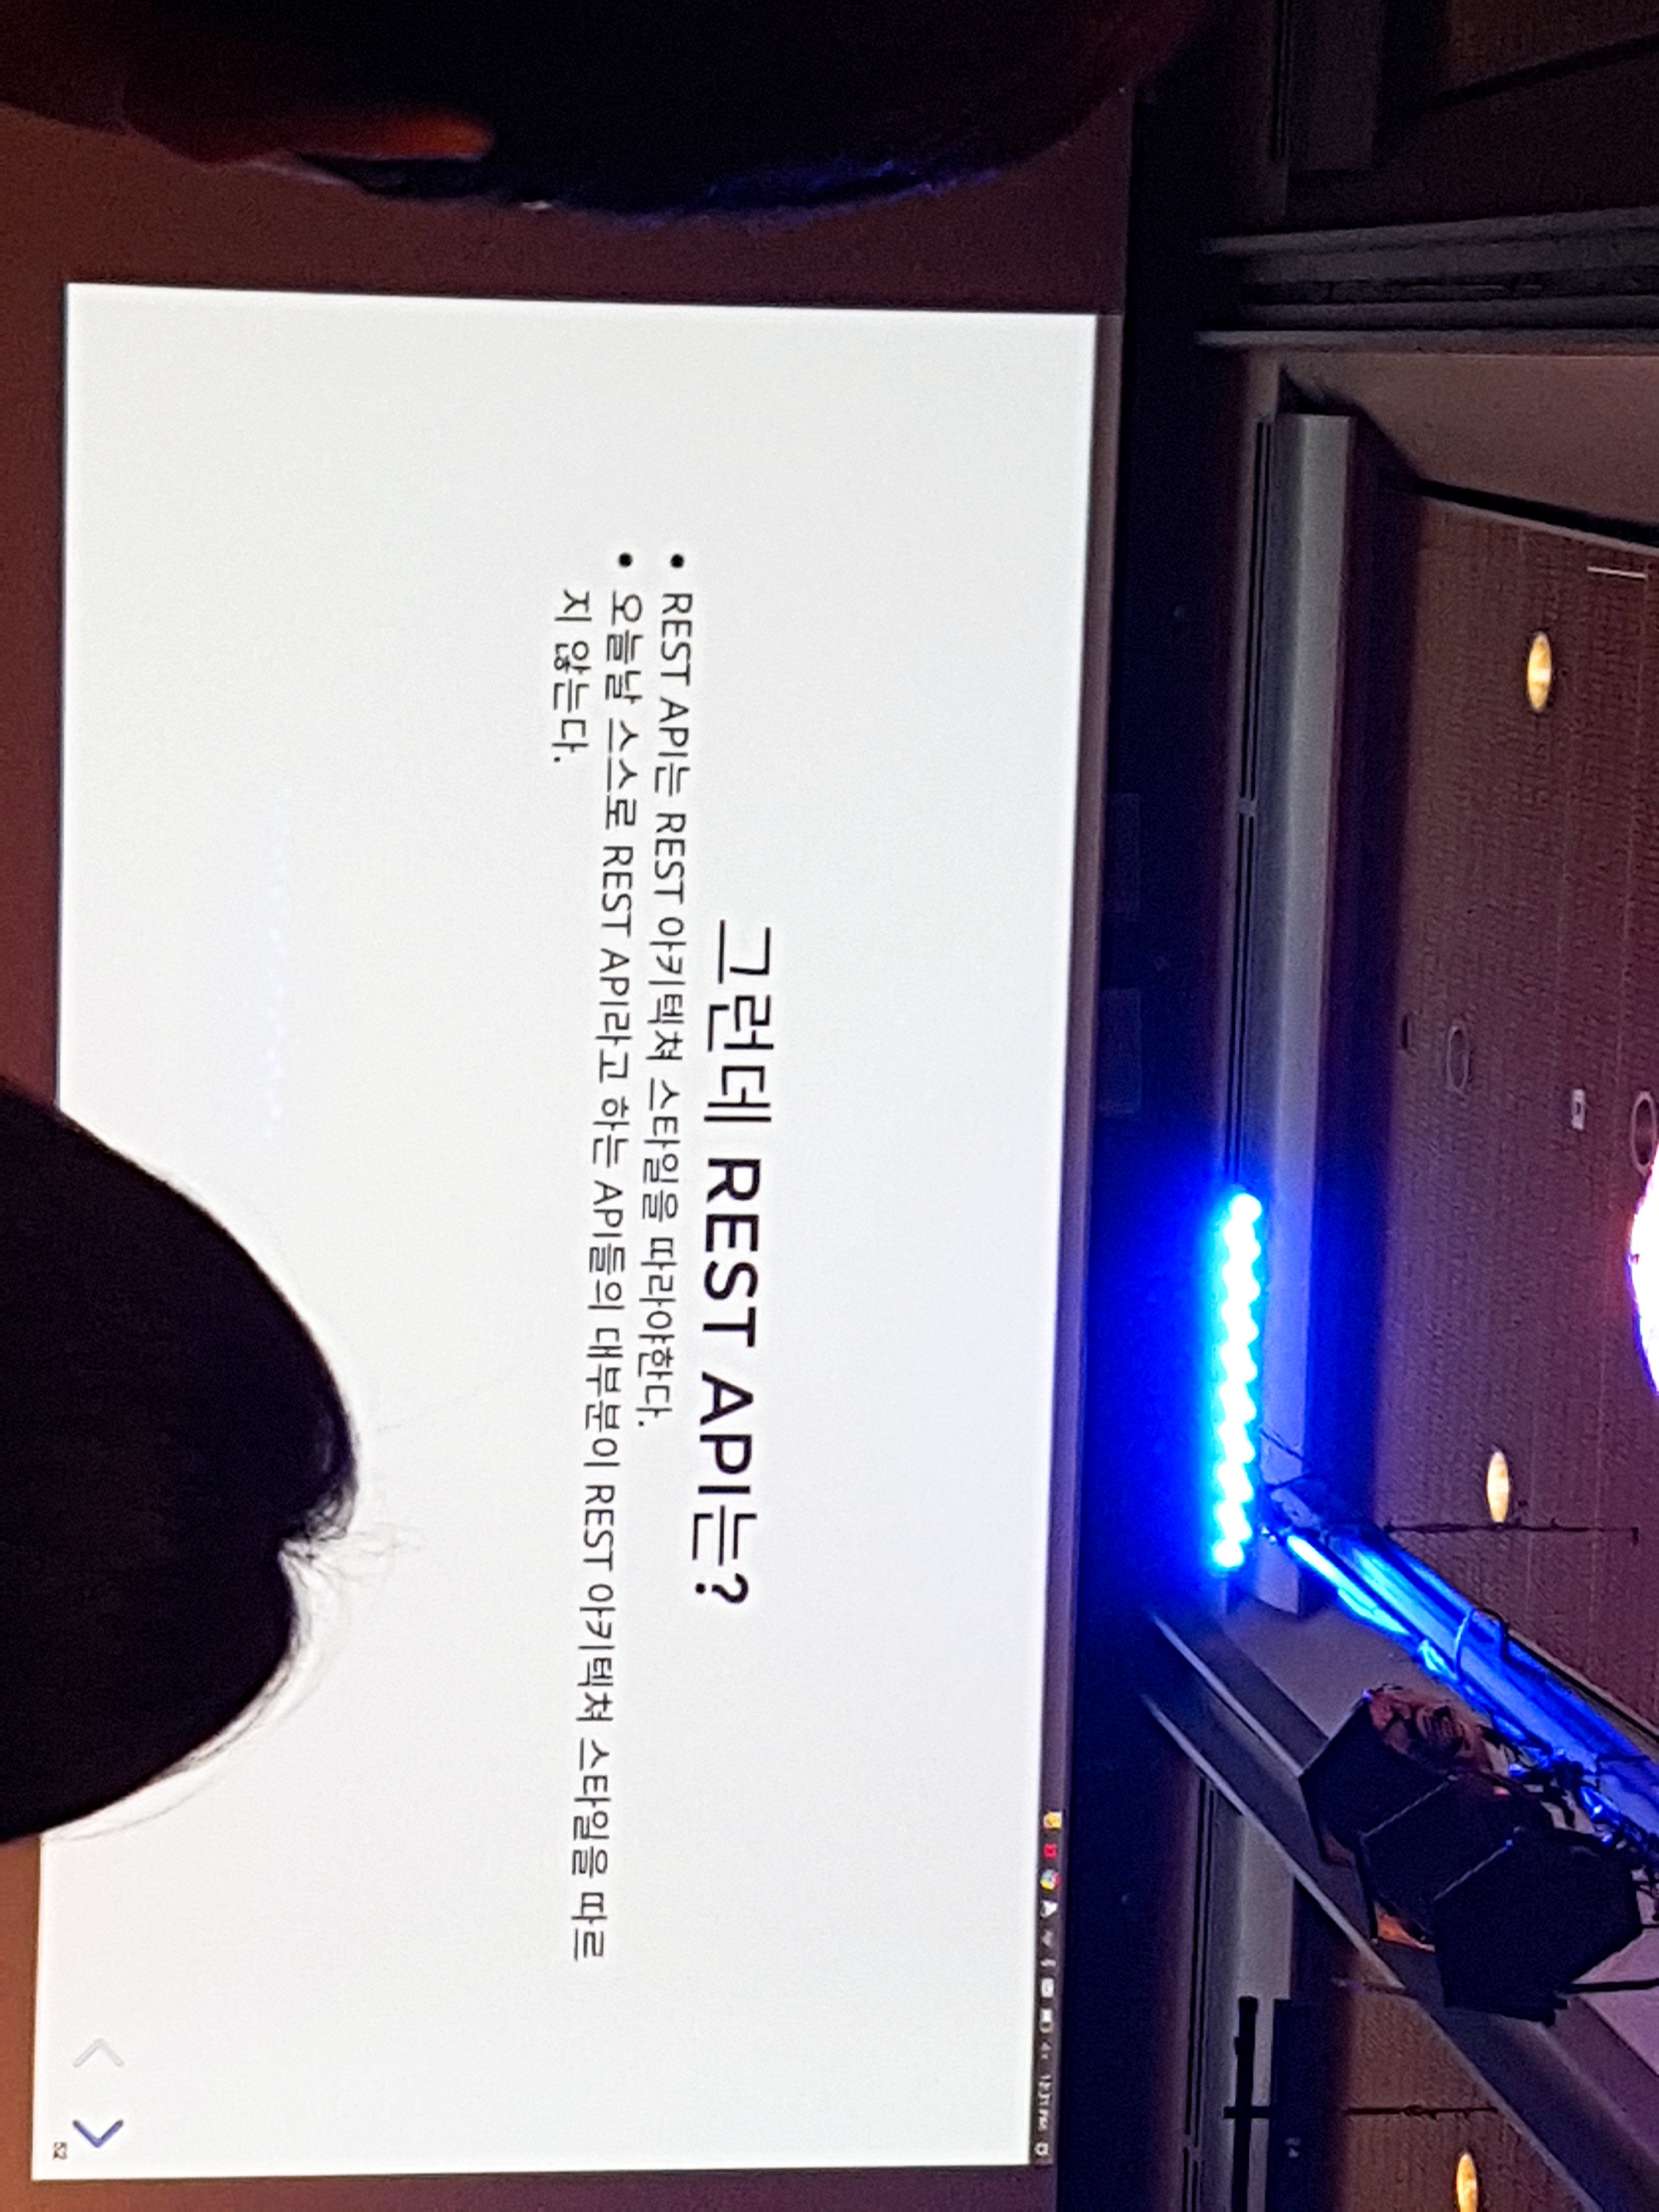 12:31 PM
그런데 REST API는?
• REST API는 REST 아키텍쳐 스타일을 따라야한다.
• 오늘날 스스로 REST API라고 하는 API들의 대부분이 REST 아키텍쳐 스타일을 따르
지 않는다.
52